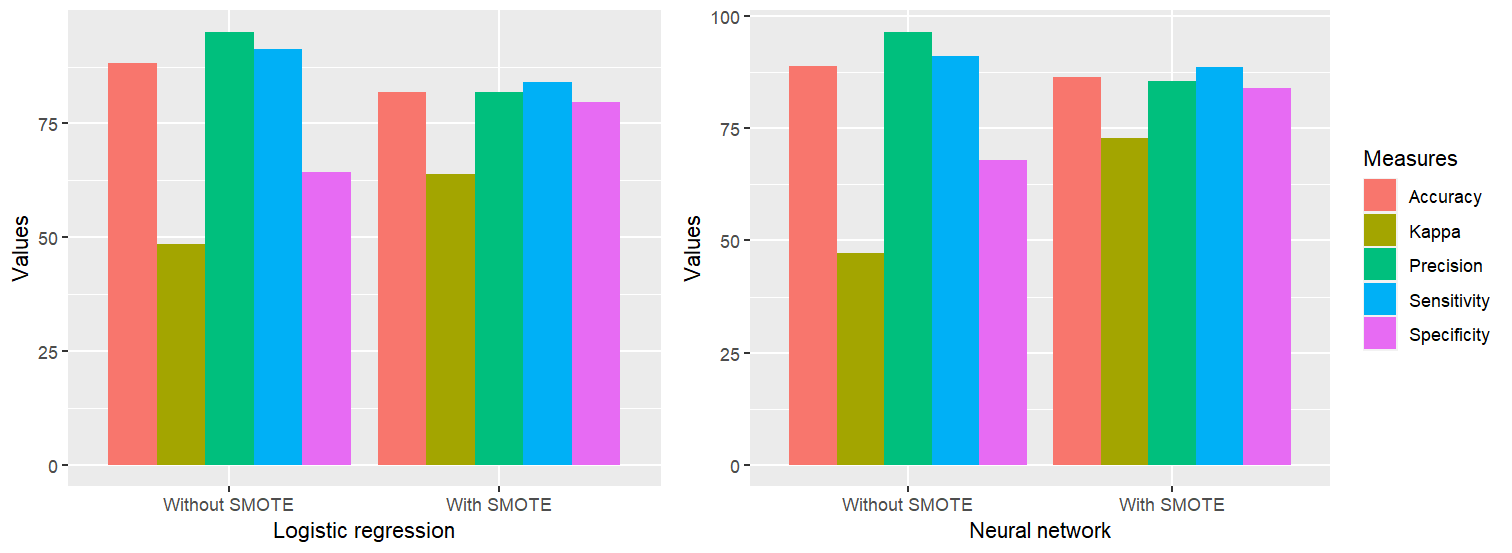 Values
75
50
25
0
Without SMOTE
With SMOTE
Logistic regression
Values
100
75
50
25
0
Without SMOTE
With SMOTE
Neural network
Measures
Accuracy
Kappa
Precision
Sensitivity
Specificity